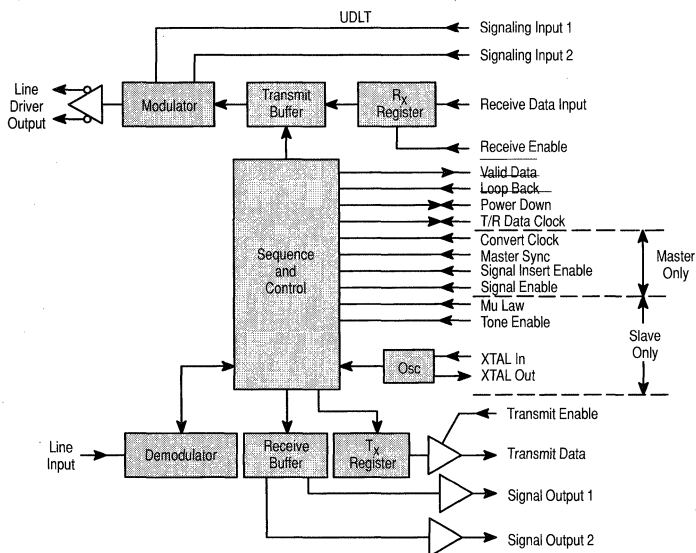 UDLT
Signaling Input 1
Signaling Input 2
Line
Driver
Output
Modulator
Transmit
Buffer
RX
Register
Receive Data Input
Receive Enable
Valid Data
Loop Back
Power Down
T/R Data Clock
Sequence
and
Control
Convert Clock
Master Sync
Signal Insert Enable
Signal Enable
Master
Only
Mu Law
Tone Enable
Slave
Only
Osc
XTAL In
XTAL Out
Line
Input
Demodulator
Receive
Buffer
TX
Register
Transmit Enable
Transmit Data
Signal Output 1
Signal Output 2